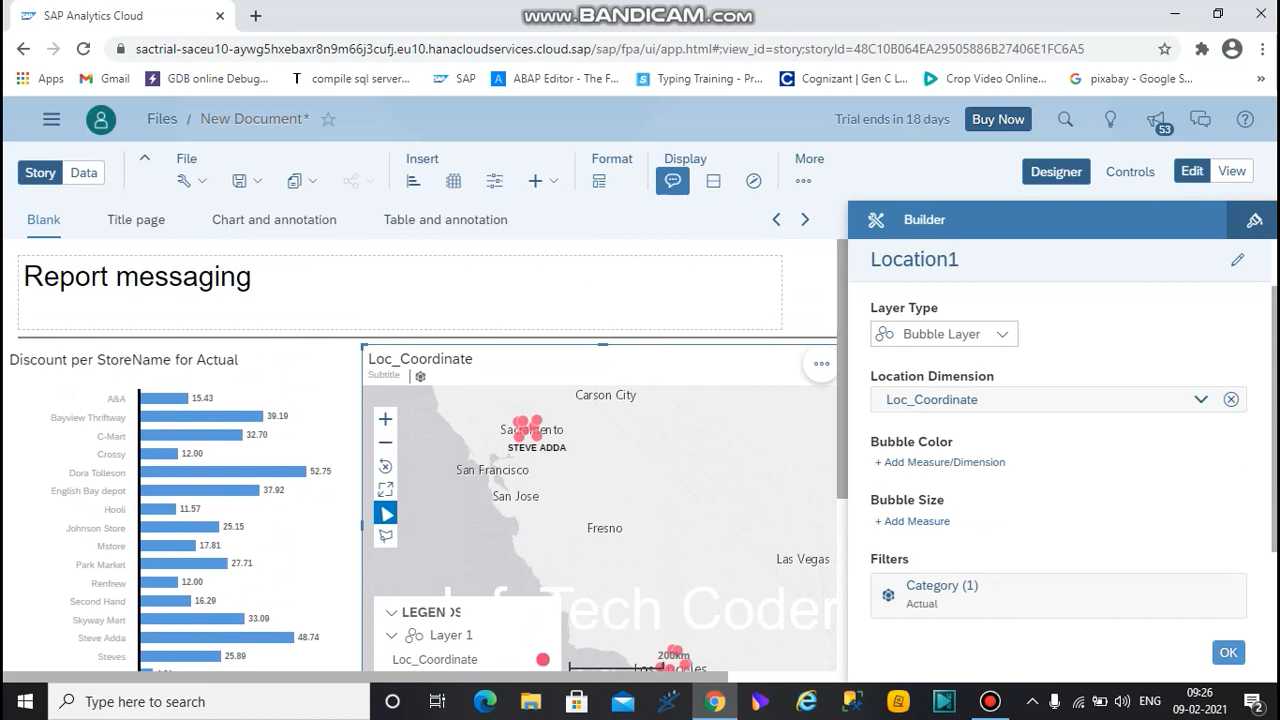 SAP Analytics Cloud
www.BANDICAM.com
sactrial-saceu10-aywg5hxebaxr8n9m66j3cufj.eu10.hanacloudservices.cloud.sap/sap/fpa/ui/app.html#;view_id=story;storyId=48C10B064EA29505886B27406E1FC6A5
Apps Gmail GDB online Debug... compile sql server... SAP ABAP Editor - The F... Typing Training - Pr... Cognizant | Gen C L... Crop Video Online... pixabay - Google S... »
Files / New Document* Trial ends in 18 days Buy Now 53
File Insert Format Display More
Story Data Designer Controls Edit View
Blank Title page Chart and annotation Table and annotation
Builder
Report messaging
Location1
Layer Type
Bubble Layer
Location Dimension
Loc_Coordinate
Bubble Color
+ Add Measure/Dimension
Bubble Size
+ Add Measure
Filters
Category (1)
Actual
OK
Discount per StoreName for Actual
A&A 15.43
Bayview Thriftway 39.19
C-Mart 32.70
Crossy 12.00
Dora Tolleson 52.75
English Bay depot 37.92
Hooli 11.57
Johnson Store 25.15
Mstore 17.81
Park Market 27.71
Renfrew 12.00
Second Hand 16.29
Skyway Mart 33.09
Steve Adda 48.74
Steves 25.89
Loc_Coordinate
Subtitle
Carson City
Sacramento
STEVE ADDA
San Francisco
San Jose
Fresno
Las Vegas
Tech Coder
LEGENDS
Layer 1
Loc_Coordinate
200km
Los Angeles
Type here to search
ENG
09:26
09-02-2021
2